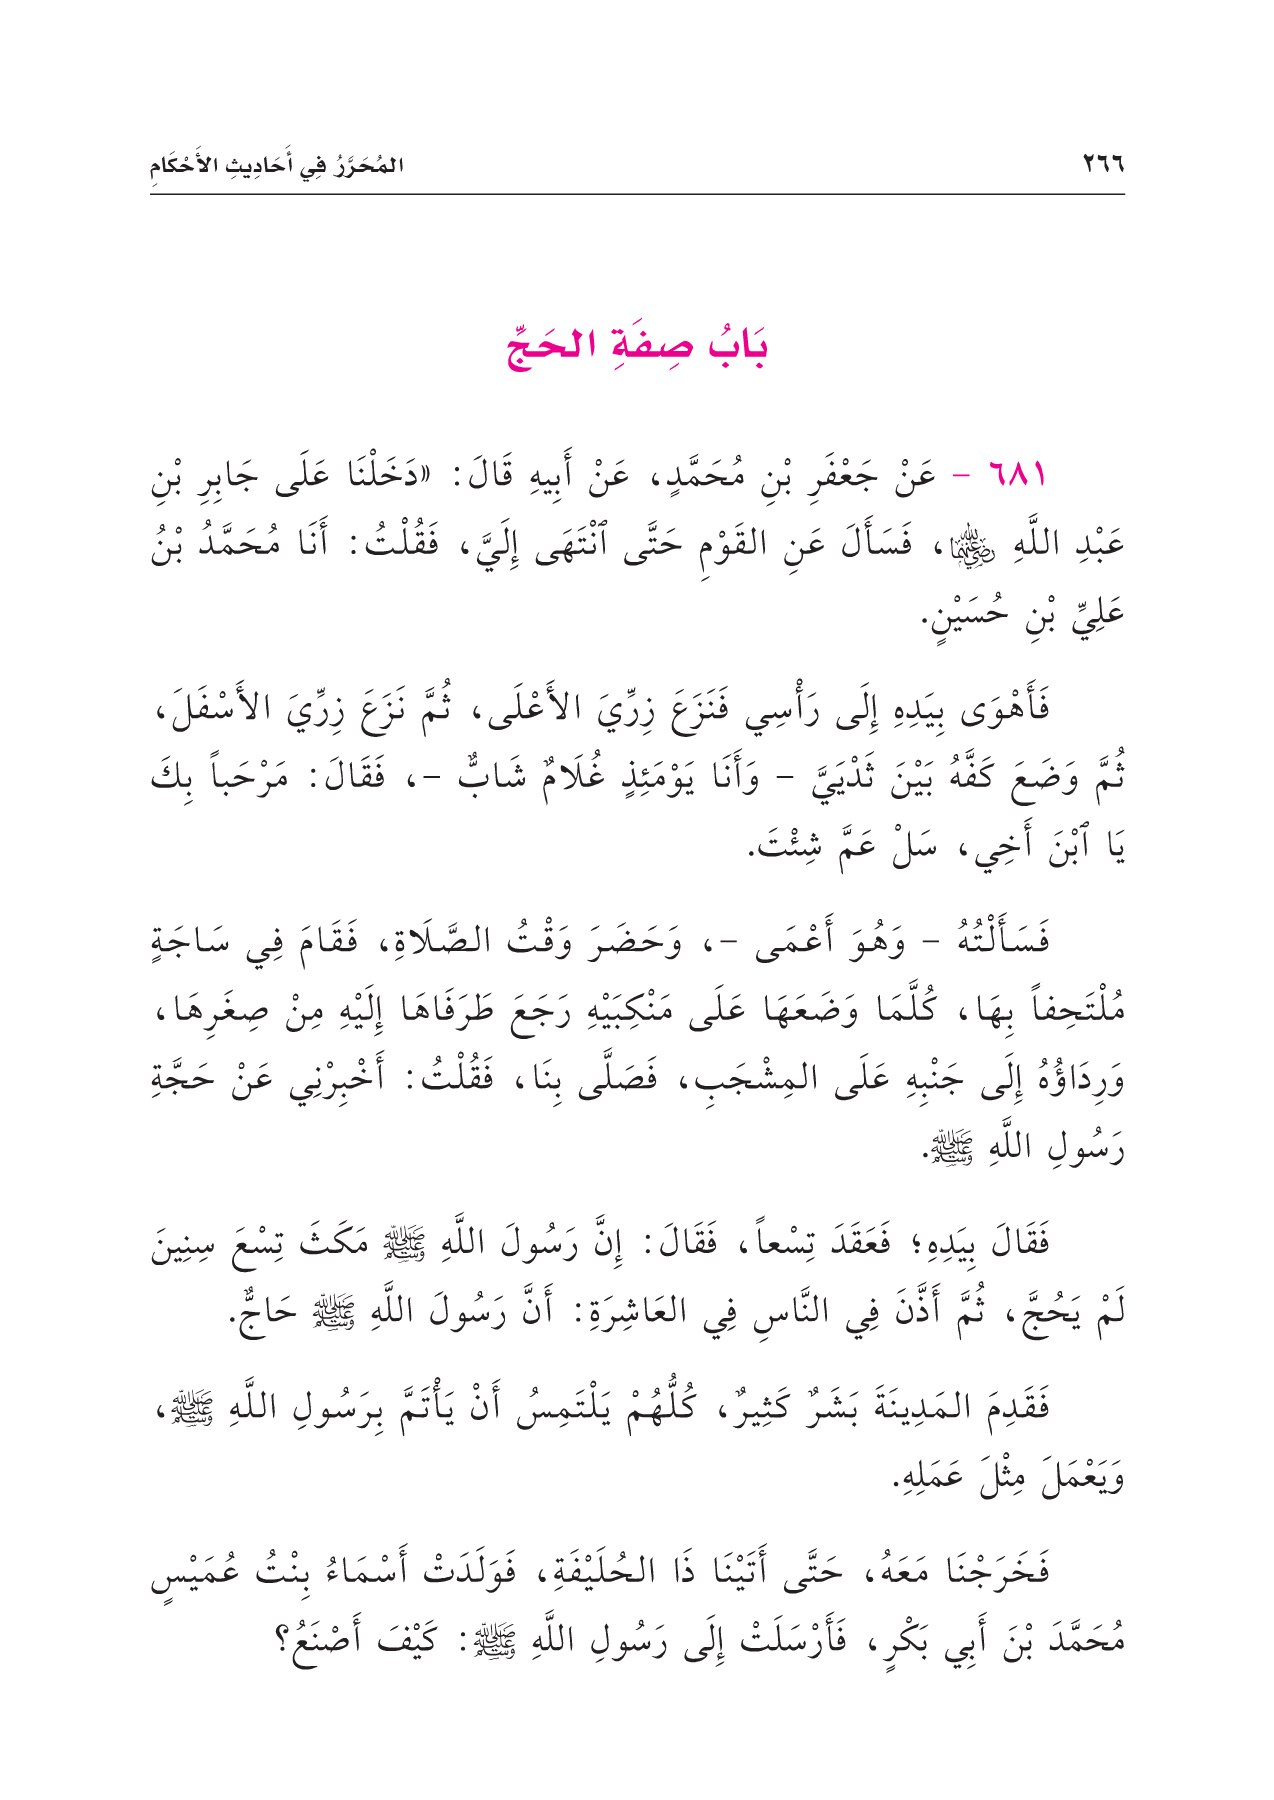 ٢٦٦
المُحَرَّرُ فِي أَحَادِيثِ الأَحْكَامِ
بَابُ صِفَةِ الحَجِّ
٦٨١ - عَنْ جَعْفَرِ بْنِ مُحَمَّدٍ، عَنْ أَبِيهِ قَالَ: «دَخَلْنَا عَلَى جَابِرِ بْنِ
عَبْدِ اللَّهِ رضي الله عنهما، فَسَأَلَ عَنِ القَوْمِ حَتَّى ٱنْتَهَى إِلَيَّ، فَقُلْتُ: أَنَا مُحَمَّدُ بْنُ
عَلِيِّ بْنِ حُسَيْنٍ.
فَأَهْوَى بِيَدِهِ إِلَى رَأْسِي فَنَزَعَ زِرِّيَ الأَعْلَى، ثُمَّ نَزَعَ زِرِّيَ الأَسْفَلَ،
ثُمَّ وَضَعَ كَفَّهُ بَيْنَ ثَدْيَيَّ - وَأَنَا يَوْمَئِذٍ غُلَامٌ شَابٌّ -، فَقَالَ: مَرْحَباً بِكَ
يَا ٱبْنَ أَخِي، سَلْ عَمَّ شِئْتَ.
فَسَأَلْتُهُ - وَهُوَ أَعْمَى -، وَحَضَرَ وَقْتُ الصَّلَاةِ، فَقَامَ فِي سَاجَةٍ
مُلْتَحِفاً بِهَا، كُلَّمَا وَضَعَهَا عَلَى مَنْكِبَيْهِ رَجَعَ طَرَفَاهَا إِلَيْهِ مِنْ صِغَرِهَا،
وَرِدَاؤُهُ إِلَى جَنْبِهِ عَلَى المِشْجَبِ، فَصَلَّى بِنَا، فَقُلْتُ: أَخْبِرْنِي عَنْ حَجَّةِ
رَسُولِ اللَّهِ ﷺ.
فَقَالَ بِيَدِهِ؛ فَعَقَدَ تِسْعاً، فَقَالَ: إِنَّ رَسُولَ اللَّهِ ﷺ مَكَثَ تِسْعَ سِنِينَ
لَمْ يَحُجَّ، ثُمَّ أَذَّنَ فِي النَّاسِ فِي العَاشِرَةِ: أَنَّ رَسُولَ اللَّهِ ﷺ حَاجٌّ.
فَقَدِمَ المَدِينَةَ بَشَرٌ كَثِيرٌ، كُلُّهُمْ يَلْتَمِسُ أَنْ يَأْتَمَّ بِرَسُولِ اللَّهِ ﷺ،
وَيَعْمَلَ مِثْلَ عَمَلِهِ.
فَخَرَجْنَا مَعَهُ، حَتَّى أَتَيْنَا ذَا الحُلَيْفَةِ، فَوَلَدَتْ أَسْمَاءُ بِنْتُ عُمَيْسٍ
مُحَمَّدَ بْنَ أَبِي بَكْرٍ، فَأَرْسَلَتْ إِلَى رَسُولِ اللَّهِ ﷺ: كَيْفَ أَصْنَعُ؟